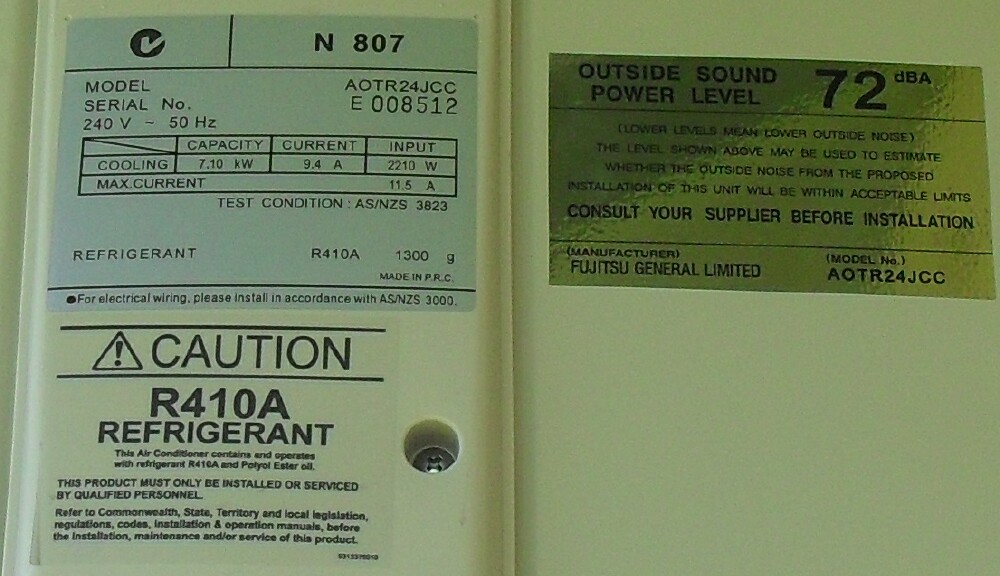 N 807
MODEL AOTR24JCC
SERIAL No. E 008512
240 V ~ 50 Hz
CAPACITY CURRENT INPUT
COOLING 7.10 kW 9.4 A 2210 W
MAX.CURRENT 11.5 A
TEST CONDITION : AS/NZS 3823
REFRIGERANT R410A 1300 g
MADE IN P.R.C.
●For electrical wiring, please install in accordance with AS/NZS 3000.
⚠CAUTION
R410A
REFRIGERANT
This Air Conditioner contains and operates
with refrigerant R410A and Polyol Ester oil.
THIS PRODUCT MUST ONLY BE INSTALLED OR SERVICED
BY QUALIFIED PERSONNEL.
Refer to Commonwealth, State, Territory and local legislation,
regulations, codes, installation & operation manuals, before
the installation, maintenance and/or service of this product.
OUTSIDE SOUND
POWER LEVEL 72 dBA
(LOWER LEVELS MEAN LOWER OUTSIDE NOISE)
THE LEVEL SHOWN ABOVE MAY BE USED TO ESTIMATE
WHETHER THE OUTSIDE NOISE FROM THE PROPOSED
INSTALLATION OF THIS UNIT WILL BE WITHIN ACCEPTABLE LIMITS
CONSULT YOUR SUPPLIER BEFORE INSTALLATION
(MANUFACTURER) (MODEL No.)
FUJITSU GENERAL LIMITED AOTR24JCC